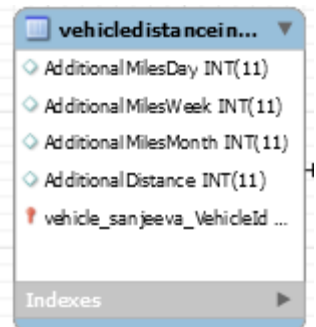 vehicledistancein...
AdditionalMilesDay INT(11)
AdditionalMilesWeek INT(11)
AdditionalMilesMonth INT(11)
AdditionalDistance INT(11)
vehicle_sanjeeva_VehicleId ...
Indexes